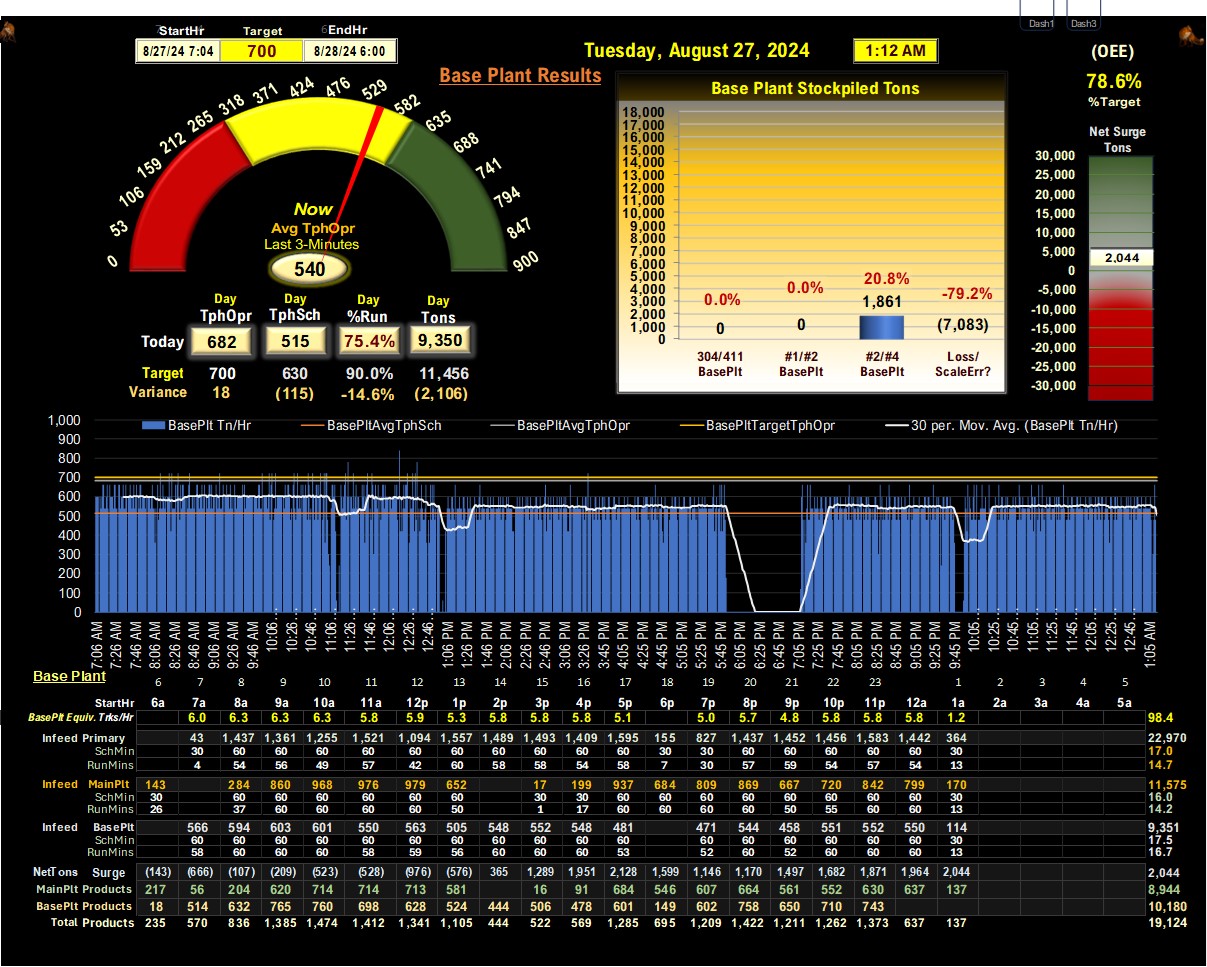 Dash1 Dash3
StartHr Target EndHr
8/27/24 7:04 700 8/28/24 6:00
Tuesday, August 27, 2024 1:12 AM
(OEE)
78.6%
%Target
Base Plant Results
Base Plant Stockpiled Tons
0 53 106 159 212 265 318 371 424 476 529 582 635 688 741 794 847 900
Now
Avg TphOpr
Last 3-Minutes
540
Day TphOpr Day TphSch Day %Run Day Tons
Today 682 515 75.4% 9,350
Target 700 630 90.0% 11,456
Variance 18 (115) -14.6% (2,106)
18,000
17,000
16,000
15,000
14,000
13,000
12,000
11,000
10,000
9,000
8,000
7,000
6,000
5,000
4,000
3,000
2,000
1,000
0
0.0% 0.0% 20.8% -79.2%
0 0 1,861 (7,083)
304/411 #1/#2 #2/#4 Loss/
BasePlt BasePlt BasePlt ScaleErr?
Net Surge
Tons
30,000
25,000
20,000
15,000
10,000
5,000
2,044
0
-5,000
-10,000
-15,000
-20,000
-25,000
-30,000
BasePlt Tn/Hr BasePltAvgTphSch BasePltAvgTphOpr BasePltTargetTphOpr 30 per. Mov. Avg. (BasePlt Tn/Hr)
1,000
900
800
700
600
500
400
300
200
100
0
7:06 AM 7:26 AM 8:06 AM 8:26 AM 8:46 AM 9:06 AM 9:26 AM 9:46 AM 10:06.. 10:26.. 10:46.. 11:06.. 11:26.. 11:46.. 12:06.. 12:26.. 12:46.. 1:06 PM 1:26 PM 1:46 PM 2:06 PM 2:26 PM 2:46 PM 3:06 PM 3:26 PM 3:45 PM 4:05 PM 4:25 PM 4:45 PM 5:05 PM 5:25 PM 5:45 PM 6:05 PM 6:25 PM 6:45 PM 7:05 PM 7:25 PM 7:45 PM 8:05 PM 8:25 PM 8:45 PM 9:05 PM 9:25 PM 9:45 PM 10:05.. 10:25.. 10:45.. 11:05.. 11:25.. 11:45.. 12:05.. 12:25.. 12:45.. 1:05 AM
Base Plant
6 7 8 9 10 11 12 13 14 15 16 17 18 19 20 21 22 23 1 2 3 4 5
StartHr 6a 7a 8a 9a 10a 11a 12p 1p 2p 3p 4p 5p 6p 7p 8p 9p 10p 11p 12a 1a 2a 3a 4a 5a
BasePlt Equiv. Trks/Hr 6.0 6.3 6.3 6.3 5.8 5.9 5.3 5.8 5.8 5.8 5.1 5.0 5.7 4.8 5.8 5.8 5.8 1.2 98.4
Infeed Primary 43 1,437 1,361 1,255 1,521 1,094 1,557 1,489 1,493 1,409 1,595 155 827 1,437 1,452 1,456 1,583 1,442 364 22,970
SchMin 30 60 60 60 60 60 60 60 60 60 60 30 30 60 60 60 60 60 30 17.0
RunMins 4 54 56 49 57 42 60 58 58 54 58 7 30 57 59 54 57 54 13 14.7
Infeed MainPlt 143 284 860 968 976 979 652 17 199 937 684 809 869 667 720 842 799 170 11,575
SchMin 30 60 60 60 60 60 60 30 30 60 60 60 60 60 60 60 60 30 16.0
RunMins 26 37 60 60 60 60 50 1 17 60 60 60 60 50 55 60 60 13 14.2
Infeed BasePlt 566 594 603 601 550 563 505 548 552 548 481 471 544 458 551 552 550 114 9,351
SchMin 60 60 60 60 60 60 60 60 60 60 60 60 60 60 60 60 60 30 17.5
RunMins 58 60 60 60 58 59 56 60 60 60 53 52 60 52 60 60 60 13 16.7
NetTons Surge (143) (666) (107) (209) (523) (528) (976) (576) 365 1,289 1,951 2,128 1,599 1,146 1,170 1,497 1,682 1,871 1,964 2,044 2,044
MainPlt Products 217 56 204 620 714 714 713 581 16 91 684 546 607 664 561 552 630 637 137 8,944
BasePlt Products 18 514 632 765 760 698 628 524 444 506 478 601 149 602 758 650 710 743 10,180
Total Products 235 570 836 1,385 1,474 1,412 1,341 1,105 444 522 569 1,285 695 1,209 1,422 1,211 1,262 1,373 637 137 19,124